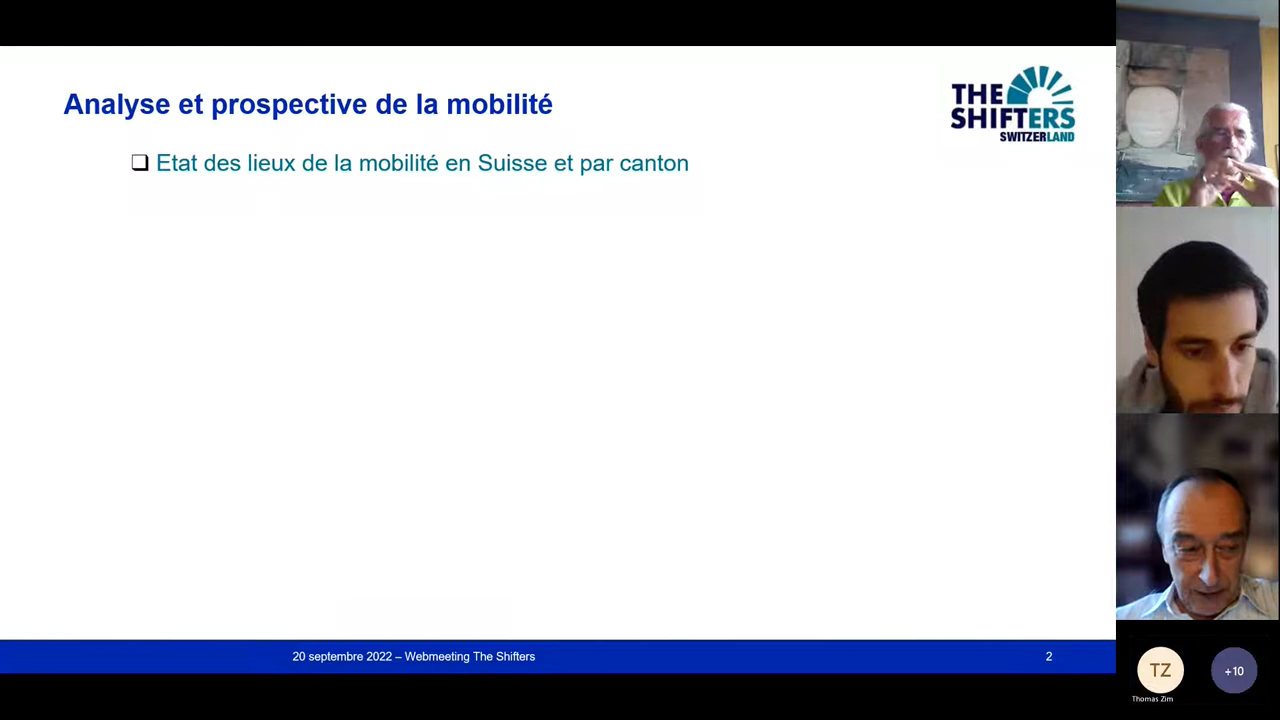 Analyse et prospective de la mobilité
THE
SHIFTERS
SWITZERLAND
Etat des lieux de la mobilité en Suisse et par canton
20 septembre 2022 – Webmeeting The Shifters
2
TZ
+10
Thomas Zim